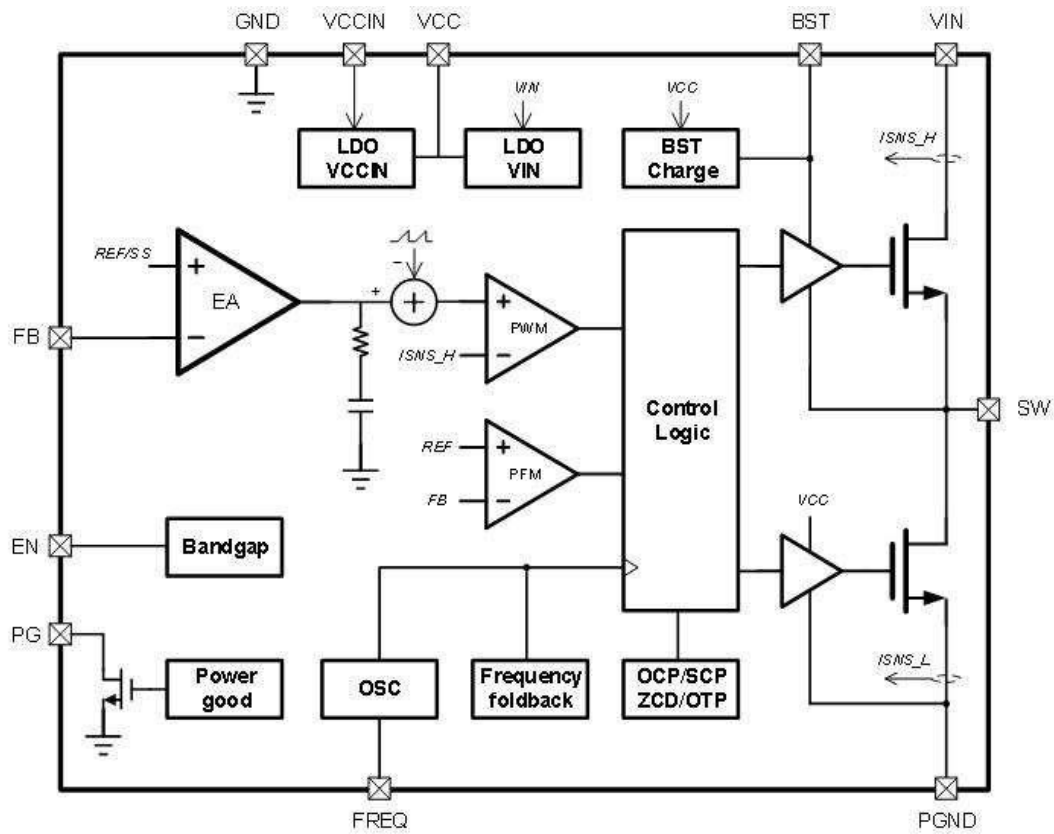 GND VCCIN VCC BST VIN
VIN VCC
LDO
VCCIN
LDO
VIN
BST
Charge
ISNS_H
REF/SS
+
EA
−
FB
−
+
+
+
PWM
−
ISNS_H
Control
Logic
SW
REF
+
PFM
−
FB
VCC
EN
Bandgap
PG
Power
good
OSC
Frequency
foldback
OCP/SCP
ZCD/OTP
ISNS_L
FREQ PGND